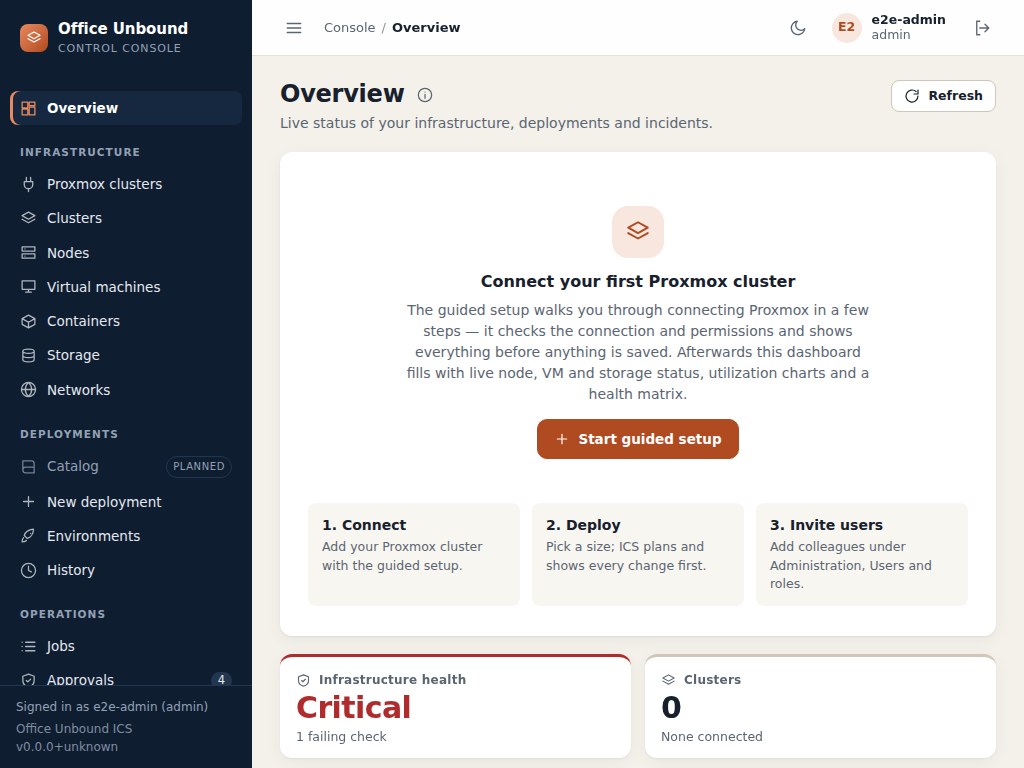 Office Unbound
CONTROL CONSOLE
Overview
INFRASTRUCTURE
Proxmox clusters
Clusters
Nodes
Virtual machines
Containers
Storage
Networks
DEPLOYMENTS
Catalog PLANNED
New deployment
Environments
History
OPERATIONS
Jobs
Approvals 4
Signed in as e2e-admin (admin)
Office Unbound ICS
v0.0.0+unknown
Console / Overview
E2 e2e-admin
admin
Overview
Refresh
Live status of your infrastructure, deployments and incidents.
Connect your first Proxmox cluster
The guided setup walks you through connecting Proxmox in a few
steps — it checks the connection and permissions and shows
everything before anything is saved. Afterwards this dashboard
fills with live node, VM and storage status, utilization charts and a
health matrix.
Start guided setup
1. Connect
Add your Proxmox cluster
with the guided setup.
2. Deploy
Pick a size; ICS plans and
shows every change first.
3. Invite users
Add colleagues under
Administration, Users and
roles.
Infrastructure health
Critical
1 failing check
Clusters
0
None connected